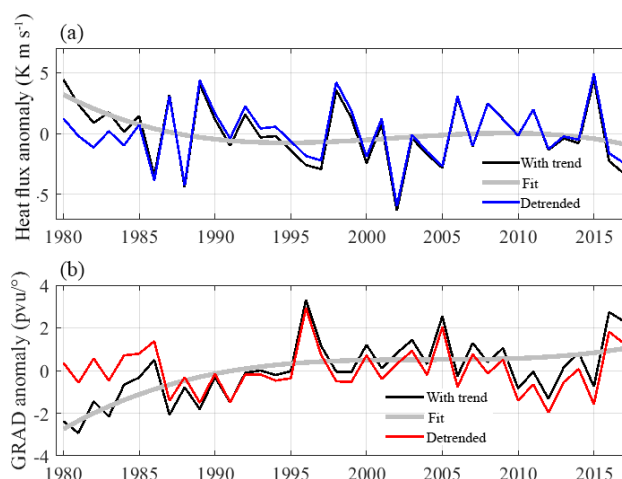 (a)
Heat flux anomaly (K m s⁻¹)
5
0
-5
With trend
Fit
Detrended
1980 1985 1990 1995 2000 2005 2010 2015
(b)
GRAD anomaly (pvu/°)
4
2
0
-2
-4
With trend
Fit
Detrended
1980 1985 1990 1995 2000 2005 2010 2015